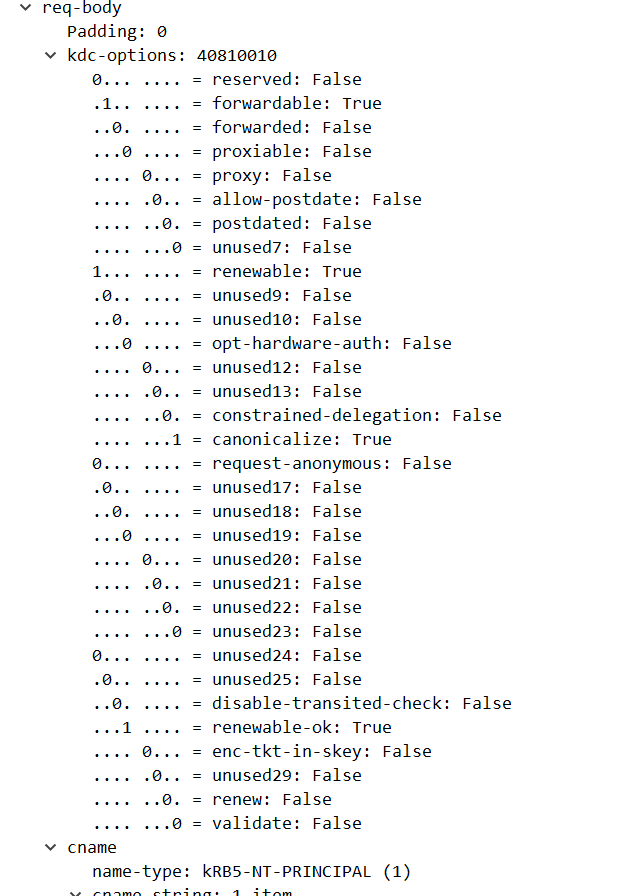 req-body
Padding: 0
kdc-options: 40810010
0... .... = reserved: False
.1.. .... = forwardable: True
..0. .... = forwarded: False
...0 .... = proxiable: False
.... 0... = proxy: False
.... .0.. = allow-postdate: False
.... ..0. = postdated: False
.... ...0 = unused7: False
1... .... = renewable: True
.0.. .... = unused9: False
..0. .... = unused10: False
...0 .... = opt-hardware-auth: False
.... 0... = unused12: False
.... .0.. = unused13: False
.... ..0. = constrained-delegation: False
.... ...1 = canonicalize: True
0... .... = request-anonymous: False
.0.. .... = unused17: False
..0. .... = unused18: False
...0 .... = unused19: False
.... 0... = unused20: False
.... .0.. = unused21: False
.... ..0. = unused22: False
.... ...0 = unused23: False
0... .... = unused24: False
.0.. .... = unused25: False
..0. .... = disable-transited-check: False
...1 .... = renewable-ok: True
.... 0... = enc-tkt-in-skey: False
.... .0.. = unused29: False
.... ..0. = renew: False
.... ...0 = validate: False
cname
name-type: kRB5-NT-PRINCIPAL (1)
cname-string: 1 item